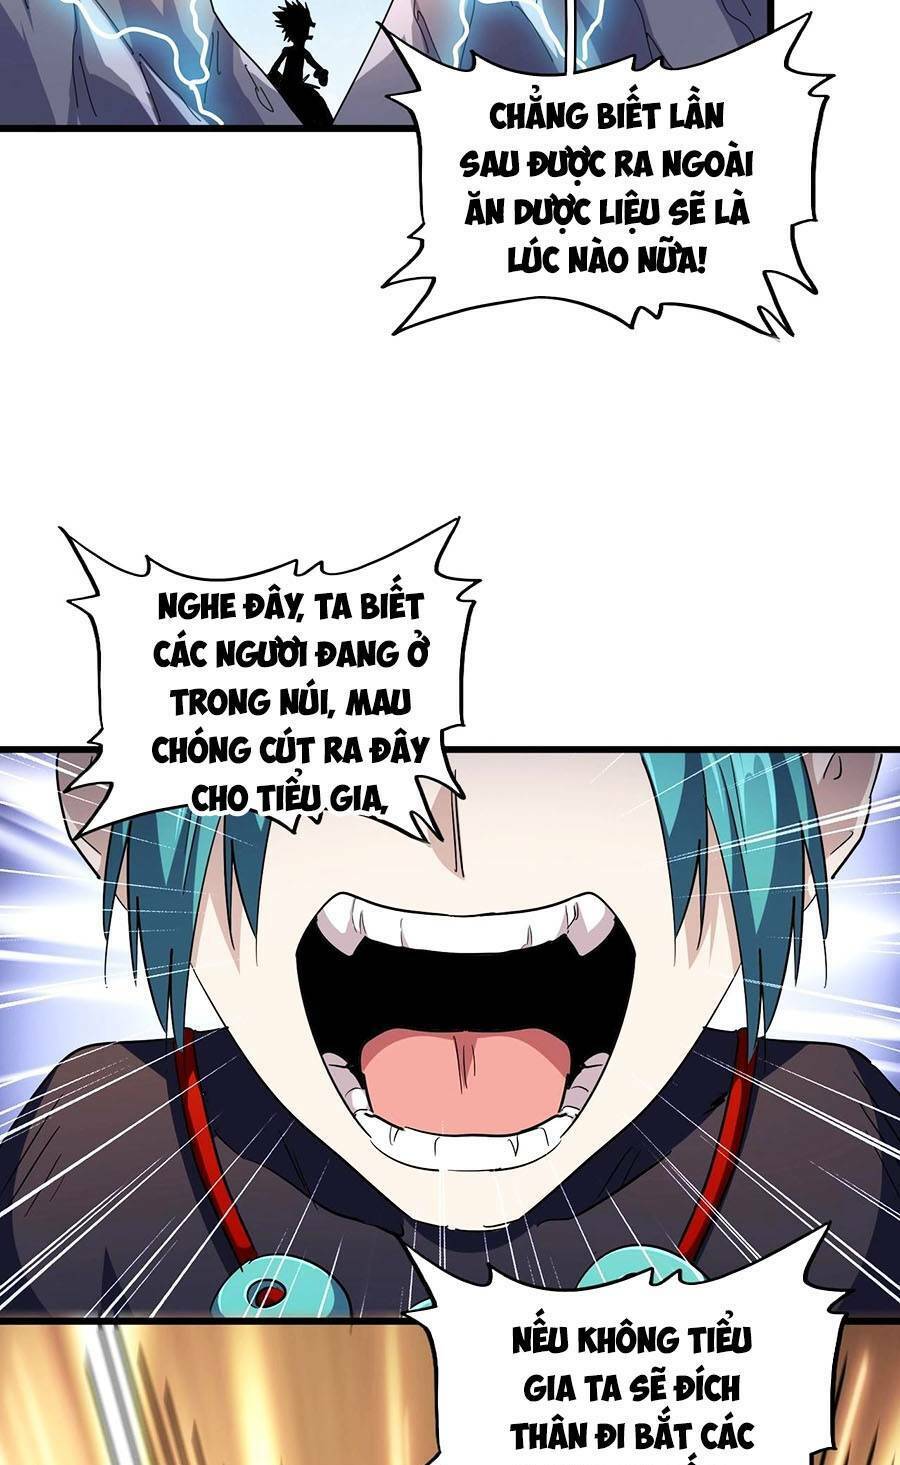 CHẲNG BIẾT LẦN
SAU ĐƯỢC RA NGOÀI
ĂN DƯỢC LIỆU SẼ LÀ
LÚC NÀO NỮA!
NGHE ĐÂY, TA BIẾT
CÁC NGƯƠI ĐANG Ở
TRONG NÚI, MAU
CHÓNG CÚT RA ĐÂY
CHO TIỂU GIA,
NẾU KHÔNG TIỂU
GIA TA SẼ ĐÍCH
THÂN ĐI BẮT CÁC